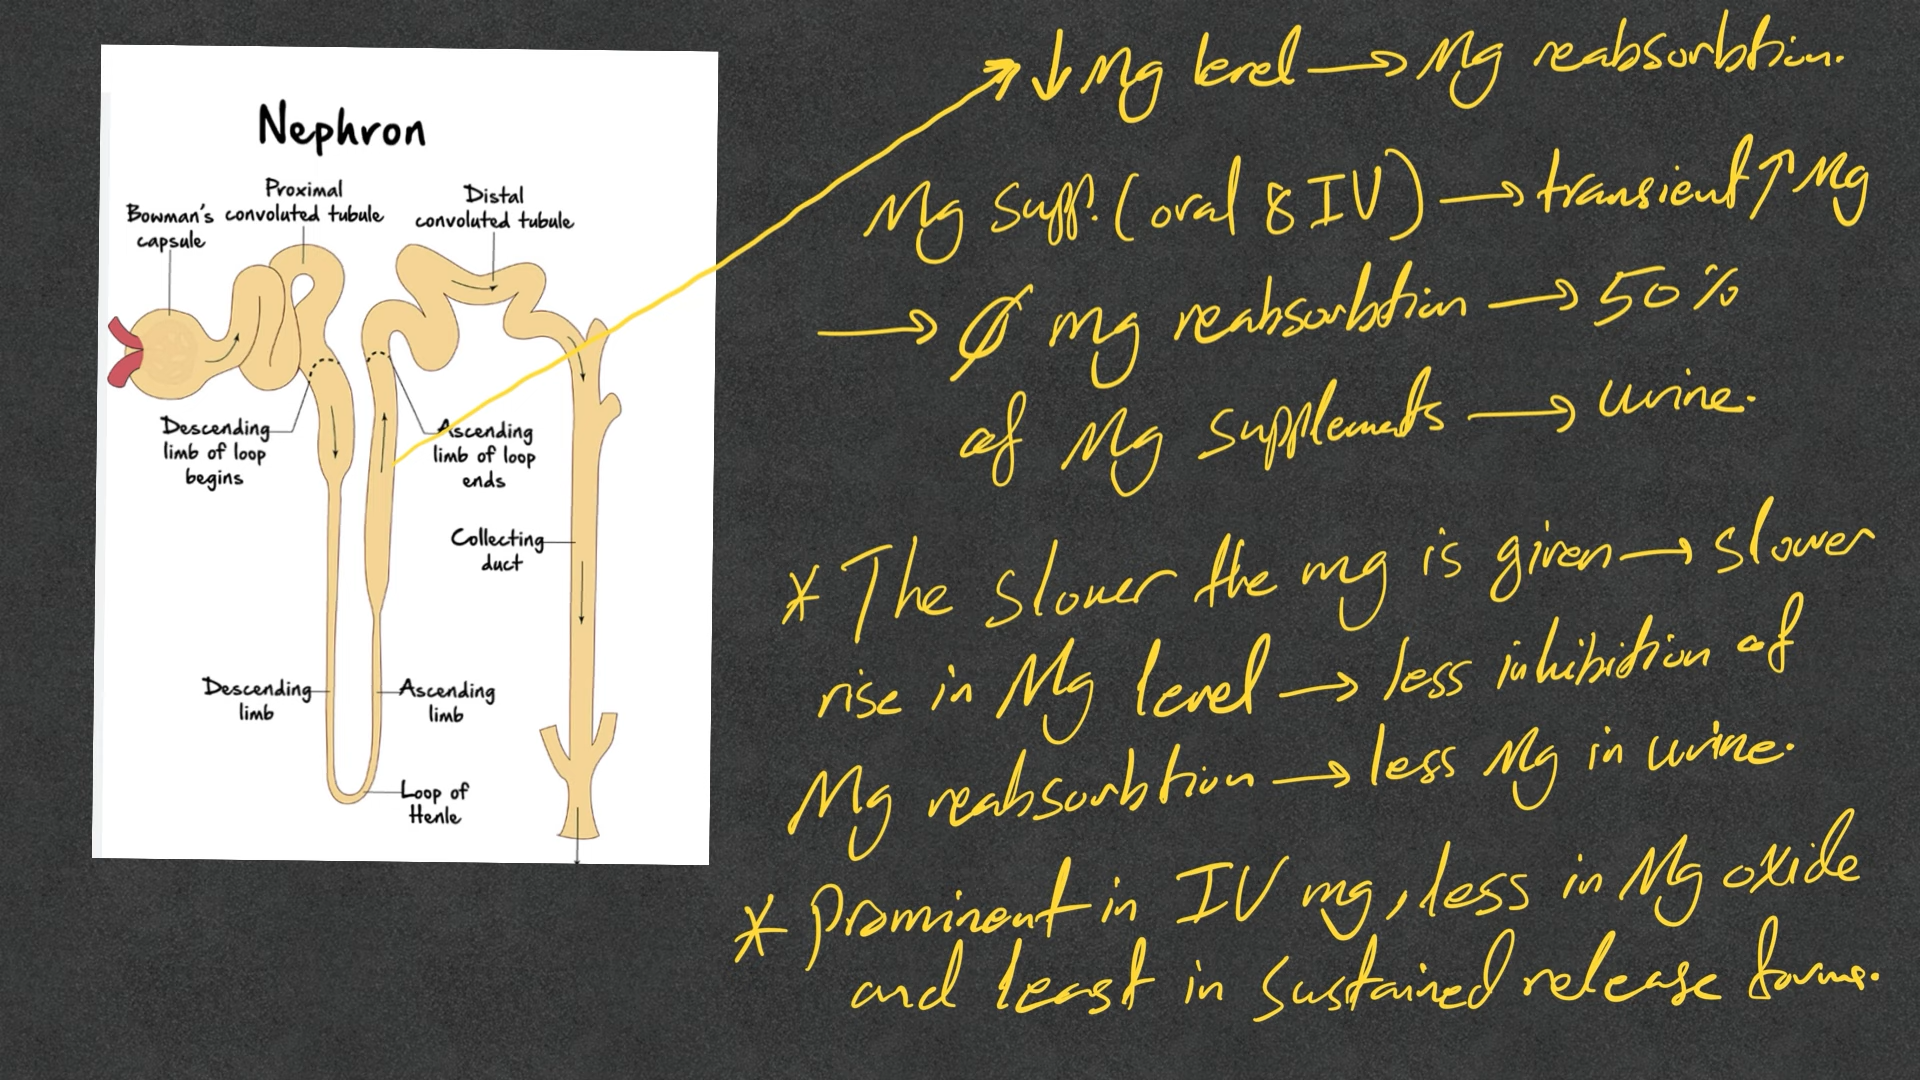 Nephron
Proximal
convoluted tubule
Bowman's
capsule
Distal
convoluted tubule
Descending
limb of loop
begins
Ascending
limb of loop
ends
Collecting
duct
Descending
limb
Ascending
limb
Loop of
Henle
↓ Mg level → Mg reabsorbtion.
Mg supp. (oral & IV) → transient ↑ Mg
→ Ø mg reabsorbtion → 50 %
of Mg supplements → urine.
* The slower the mg is given → slower
rise in Mg level → less inhibition of
Mg reabsorbtion → less Mg in urine.
* Prominent in IV mg, less in Mg oxide
and least in sustained release forms.